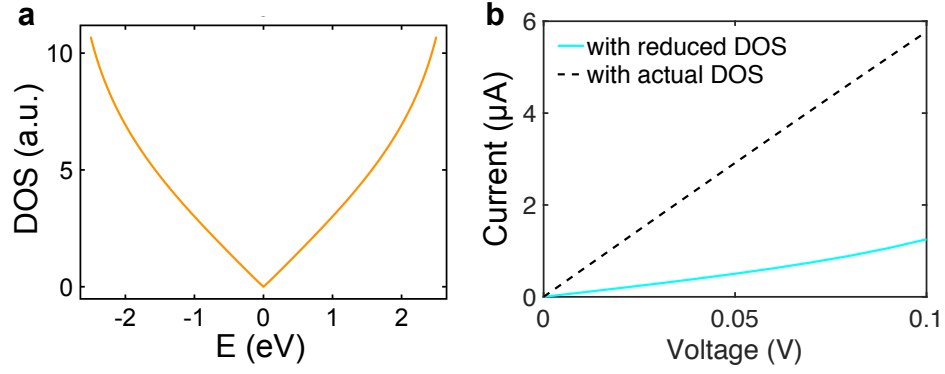 a
DOS (a.u.)
10
5
0
-2
-1
0
1
2
E (eV)
b
Current (µA)
6
4
2
0
with reduced DOS
with actual DOS
0
0.05
0.1
Voltage (V)